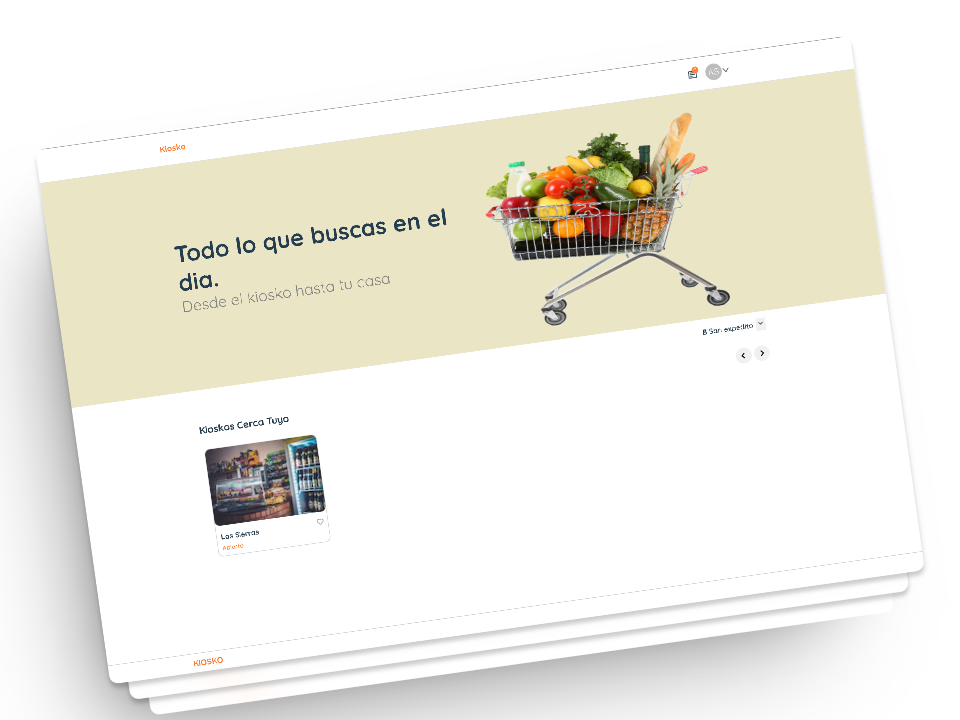 Kiosko
AS
Todo lo que buscas en el
dia.
Desde el kiosko hasta tu casa
B San expedito
Kioskos Cerca Tuyo
Las Sierras
Abierto
KIOSKO